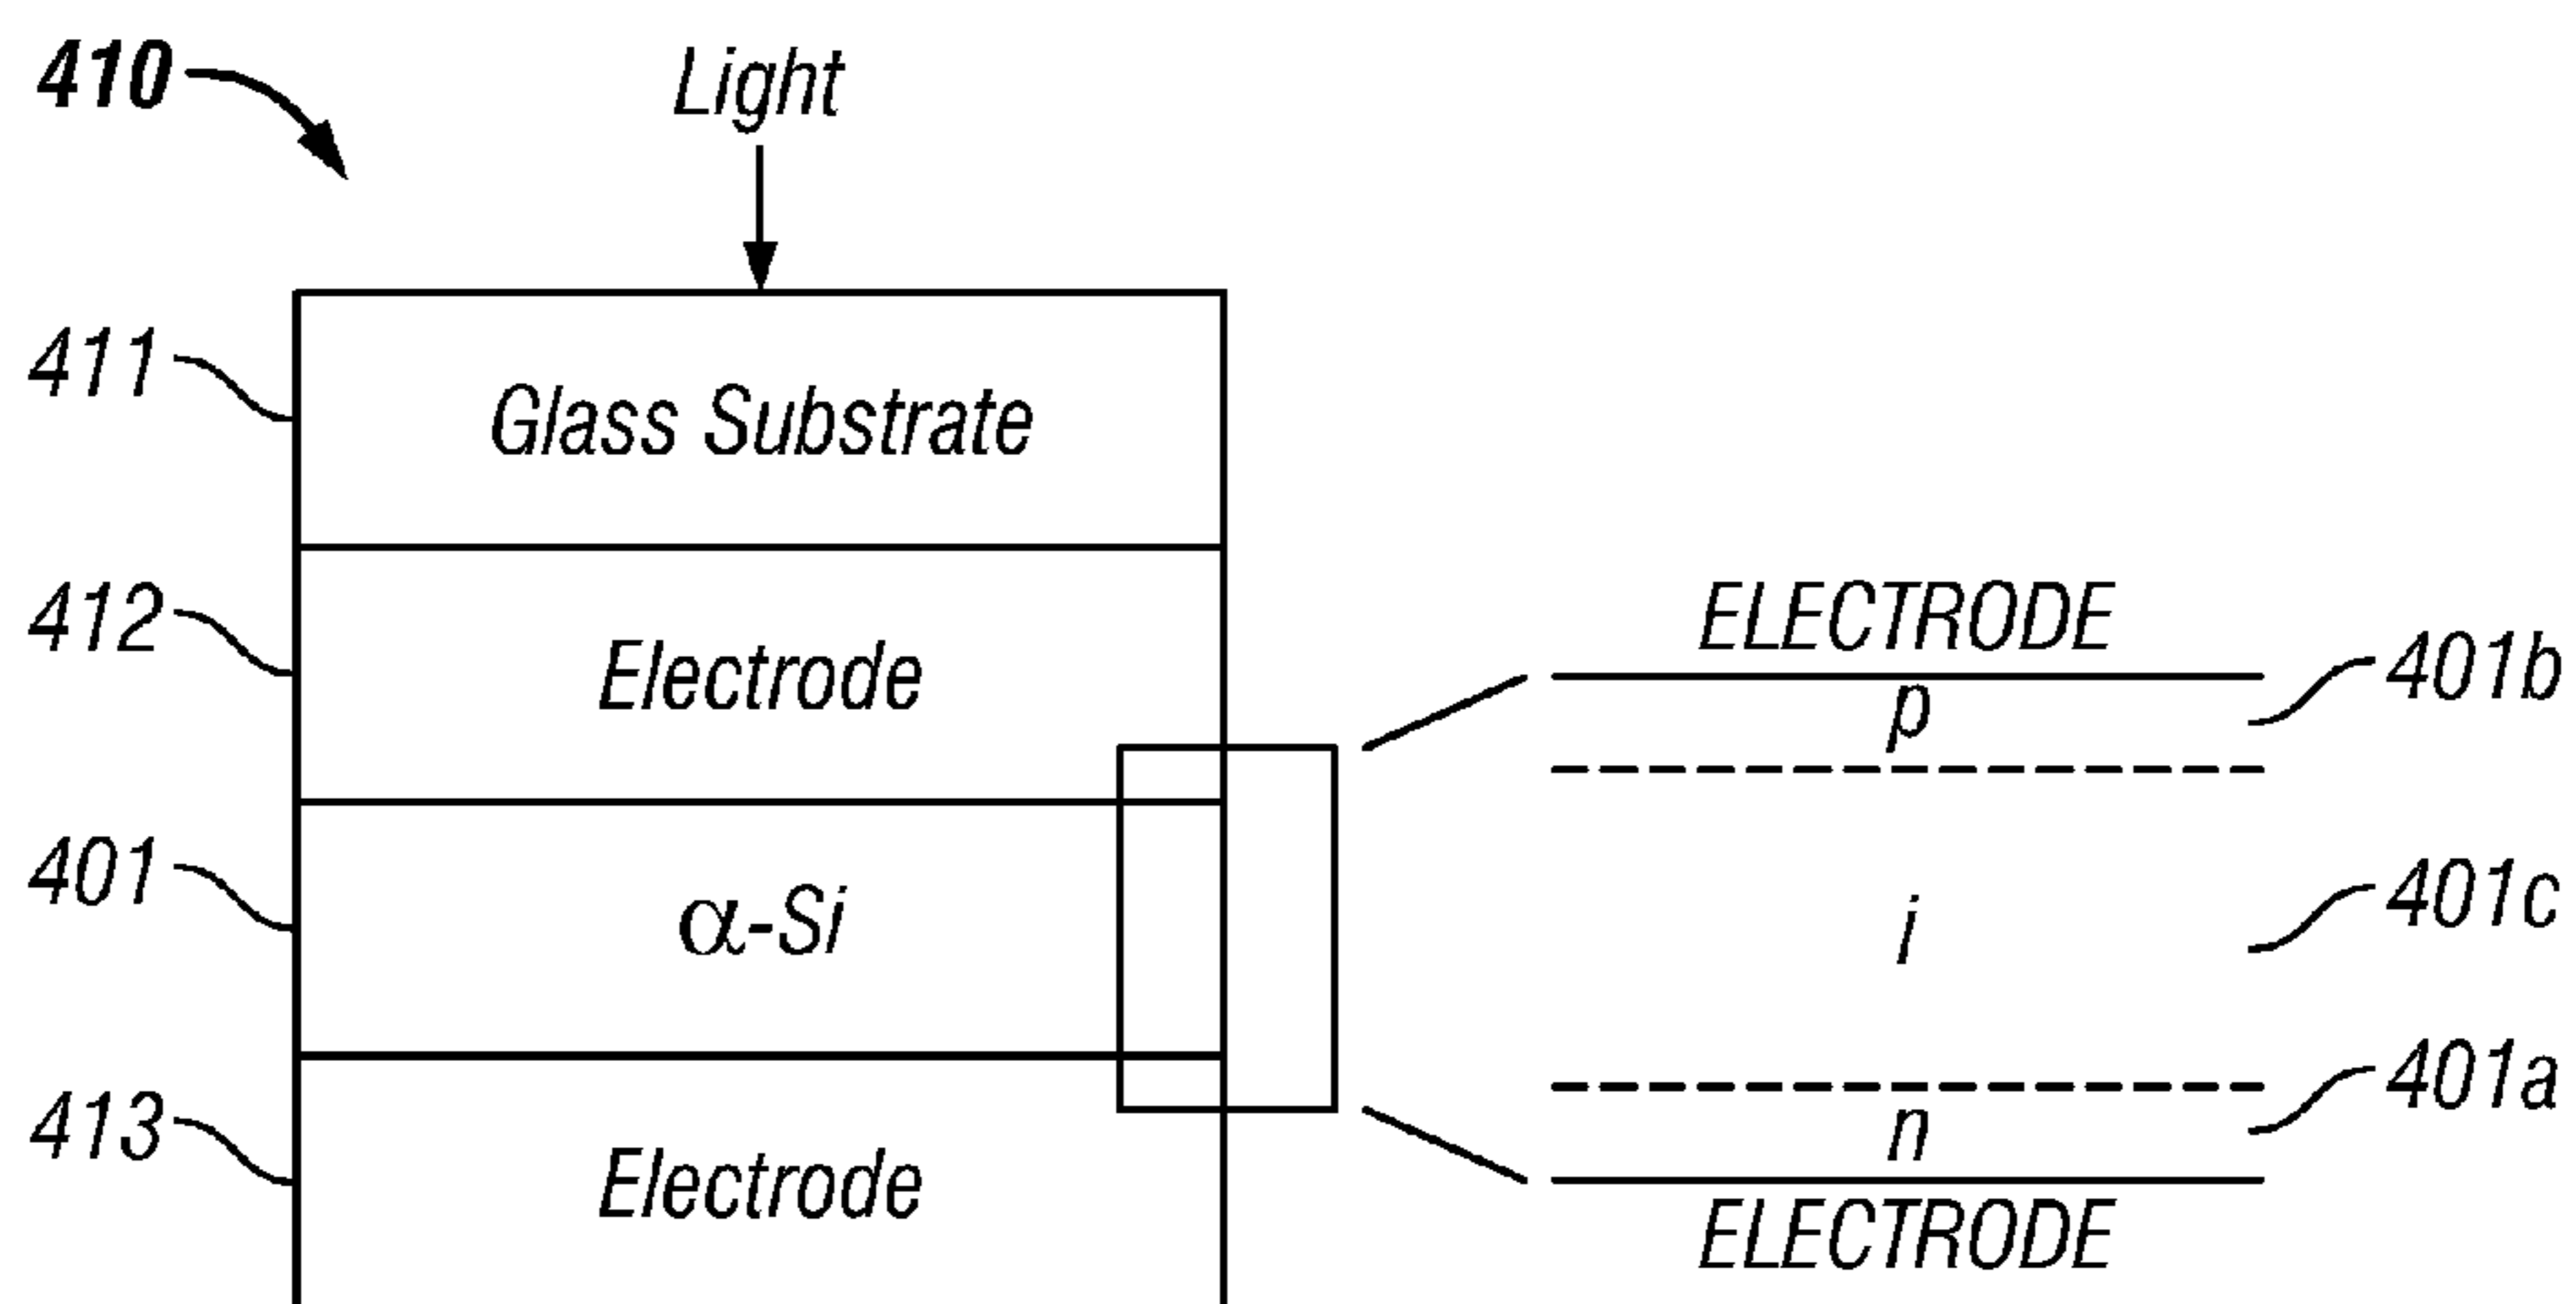 410
Light
411
Glass Substrate
412
Electrode
401
α-Si
413
Electrode
ELECTRODE
p
401b
i
401c
n
401a
ELECTRODE